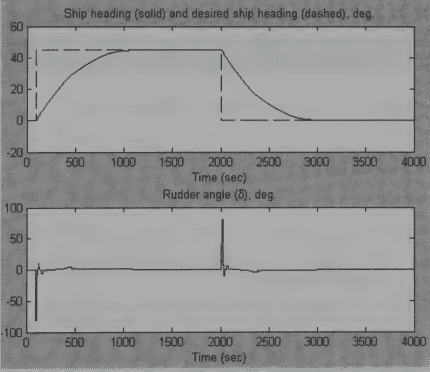 Ship heading (solid) and desired ship heading (dashed), deg.
60
40
20
0
-20
0 500 1000 1500 2000 2500 3000 3500 4000
Time (sec)
Rudder angle (δ), deg.
100
50
0
-50
-100
0 500 1000 1500 2000 2500 3000 3500 4000
Time (sec)